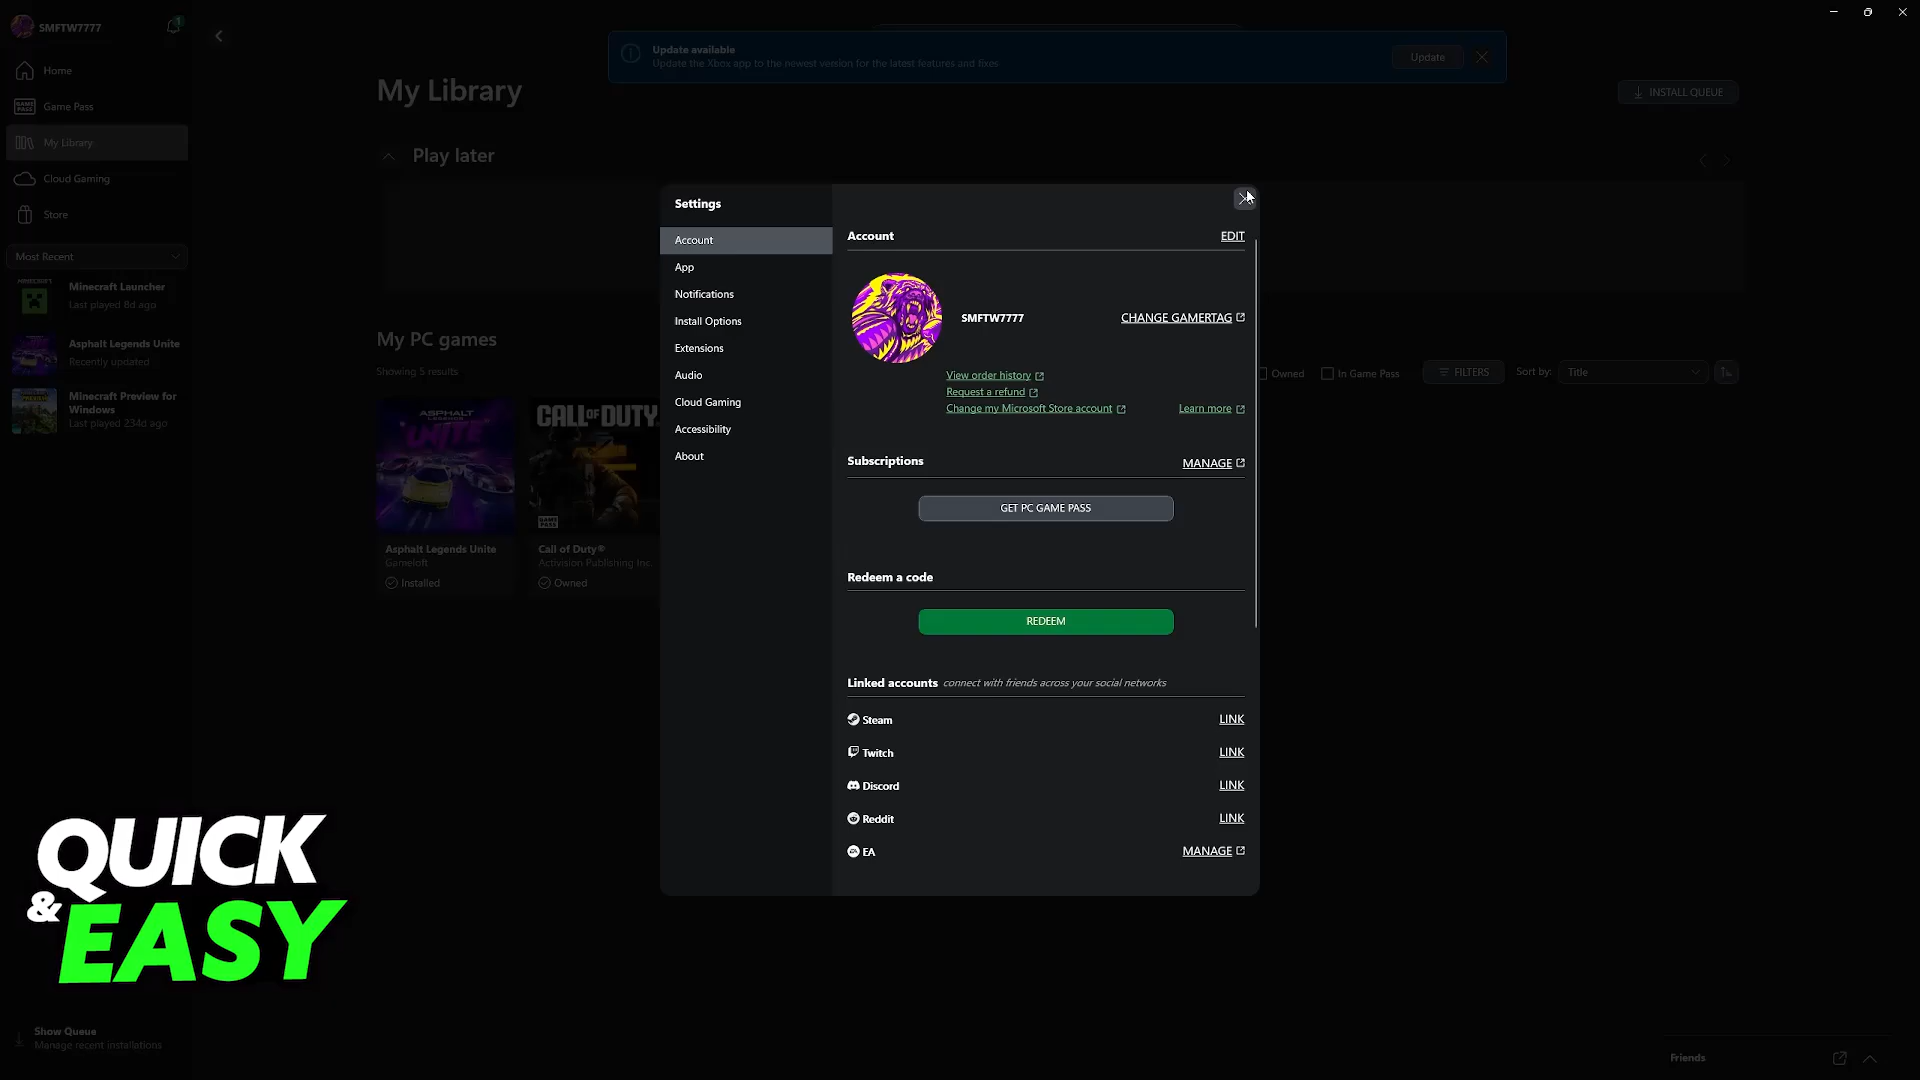 SMFTW7777
1
Home
Game Pass
My Library
Cloud Gaming
Store
Most Recent
MINECRAFT
Minecraft Launcher
Last played 8d ago
Asphalt Legends Unite
Recently updated
Minecraft Preview for
Windows
Last played 234d ago
Update available
Update the Xbox app to the newest version for the latest features and fixes
Update
My Library
INSTALL QUEUE
Play later
My PC games
Showing 5 results
Owned
In Game Pass
FILTERS
Sort by:
Title
ASPHALT
LEGENDS
UNITE
Asphalt Legends Unite
Gameloft
Installed
CALL OF DUTY
GAME
PASS
Call of Duty®
Activision Publishing Inc.
Owned
Settings
Account
App
Notifications
Install Options
Extensions
Audio
Cloud Gaming
Accessibility
About
Account
EDIT
SMFTW7777
CHANGE GAMERTAG
View order history
Request a refund
Change my Microsoft Store account
Learn more
Subscriptions
MANAGE
GET PC GAME PASS
Redeem a code
REDEEM
Linked accounts connect with friends across your social networks
Steam
LINK
Twitch
LINK
Discord
LINK
Reddit
LINK
EA
MANAGE
QUICK
&EASY
Show Queue
Manage recent installations
Friends